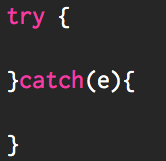 try {
}catch(e){
}